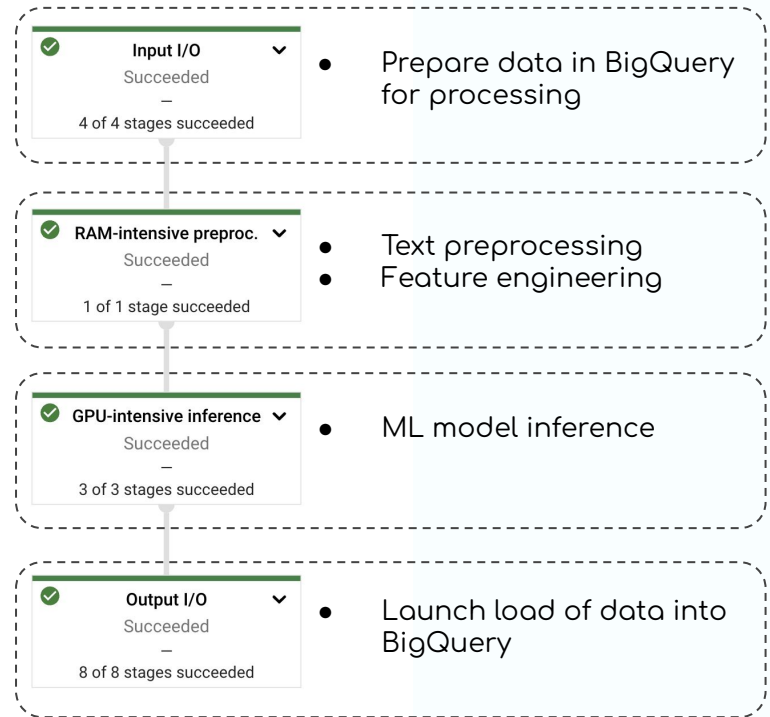 Input I/O
Succeeded
—
4 of 4 stages succeeded
● Prepare data in BigQuery
for processing
RAM-intensive preproc.
Succeeded
—
1 of 1 stage succeeded
● Text preprocessing
● Feature engineering
GPU-intensive inference
Succeeded
—
3 of 3 stages succeeded
● ML model inference
Output I/O
Succeeded
—
8 of 8 stages succeeded
● Launch load of data into
BigQuery